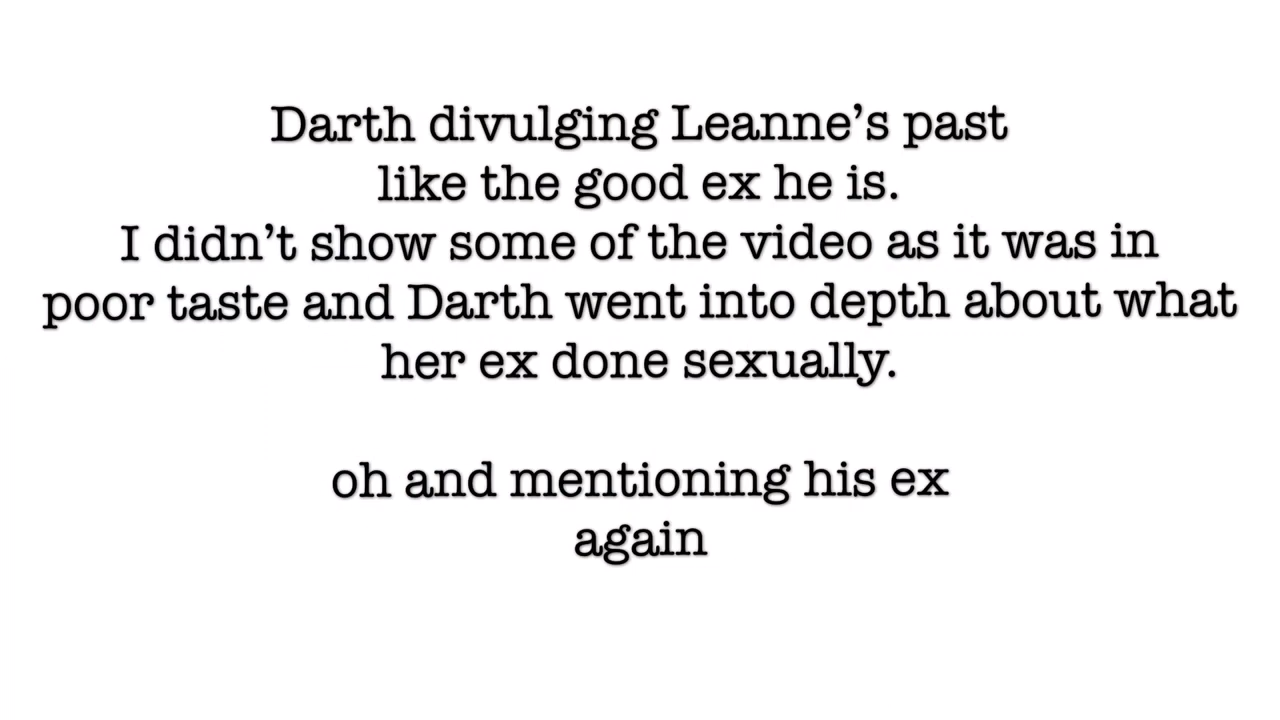 Darth divulging Leanne’s past
like the good ex he is.
I didn’t show some of the video as it was in
poor taste and Darth went into depth about what
her ex done sexually.
oh and mentioning his ex
again